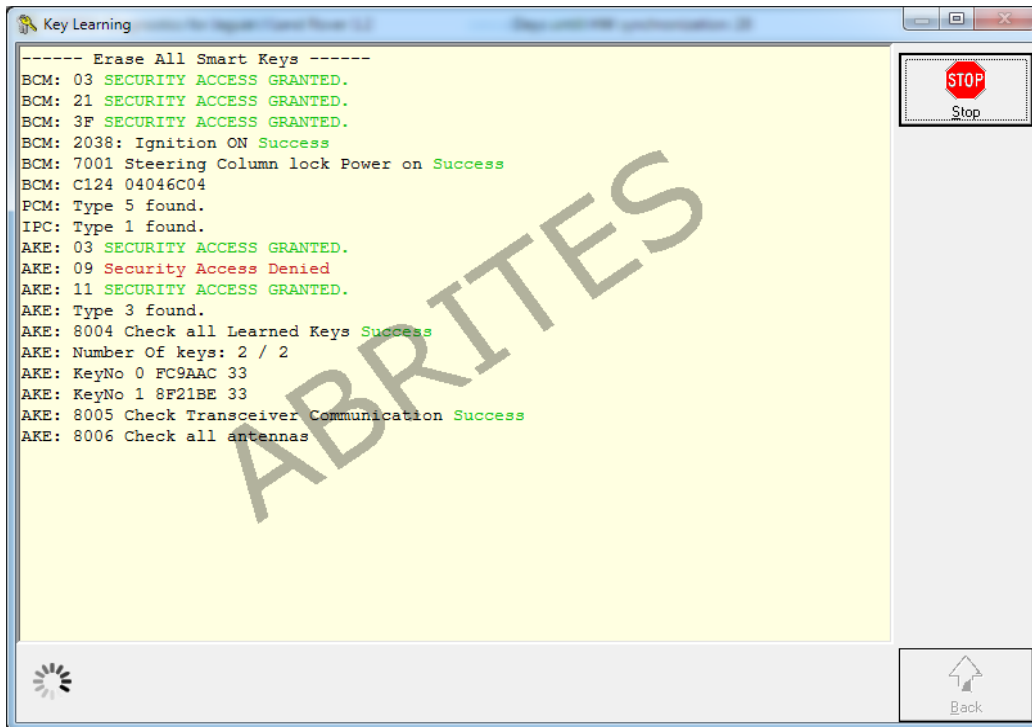 Key Learning
------ Erase All Smart Keys ------
BCM: 03 SECURITY ACCESS GRANTED.
BCM: 21 SECURITY ACCESS GRANTED.
BCM: 3F SECURITY ACCESS GRANTED.
BCM: 2038: Ignition ON Success
BCM: 7001 Steering Column lock Power on Success
BCM: C124 04046C04
PCM: Type 5 found.
IPC: Type 1 found.
AKE: 03 SECURITY ACCESS GRANTED.
AKE: 09 Security Access Denied
AKE: 11 SECURITY ACCESS GRANTED.
AKE: Type 3 found.
AKE: 8004 Check all Learned Keys Success
AKE: Number Of keys: 2 / 2
AKE: KeyNo 0 FC9AAC 33
AKE: KeyNo 1 8F21BE 33
AKE: 8005 Check Transceiver Communication Success
AKE: 8006 Check all antennas
ABRITES
STOP
Stop
Back